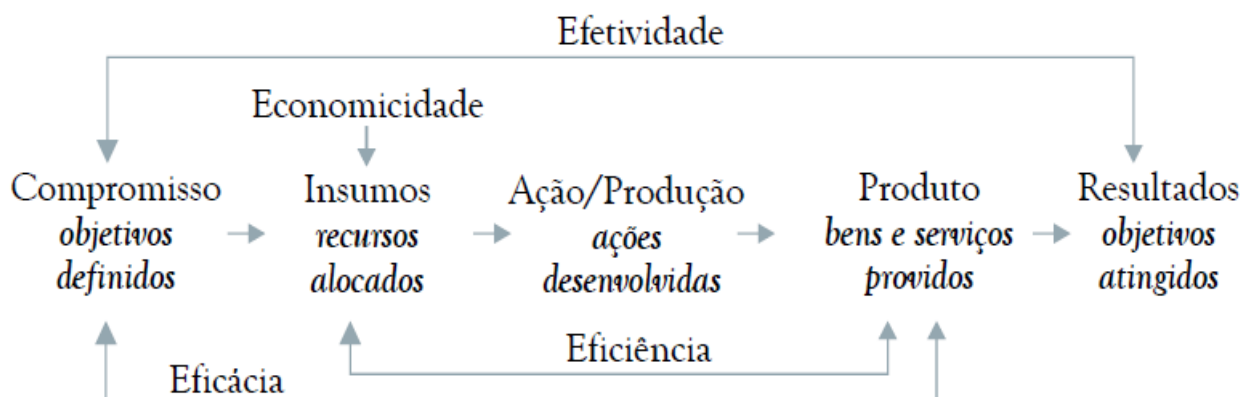 Efetividade
Economicidade
Compromisso
objetivos
definidos
Insumos
recursos
alocados
Ação/Produção
ações
desenvolvidas
Produto
bens e serviços
providos
Resultados
objetivos
atingidos
Eficiência
Eficácia